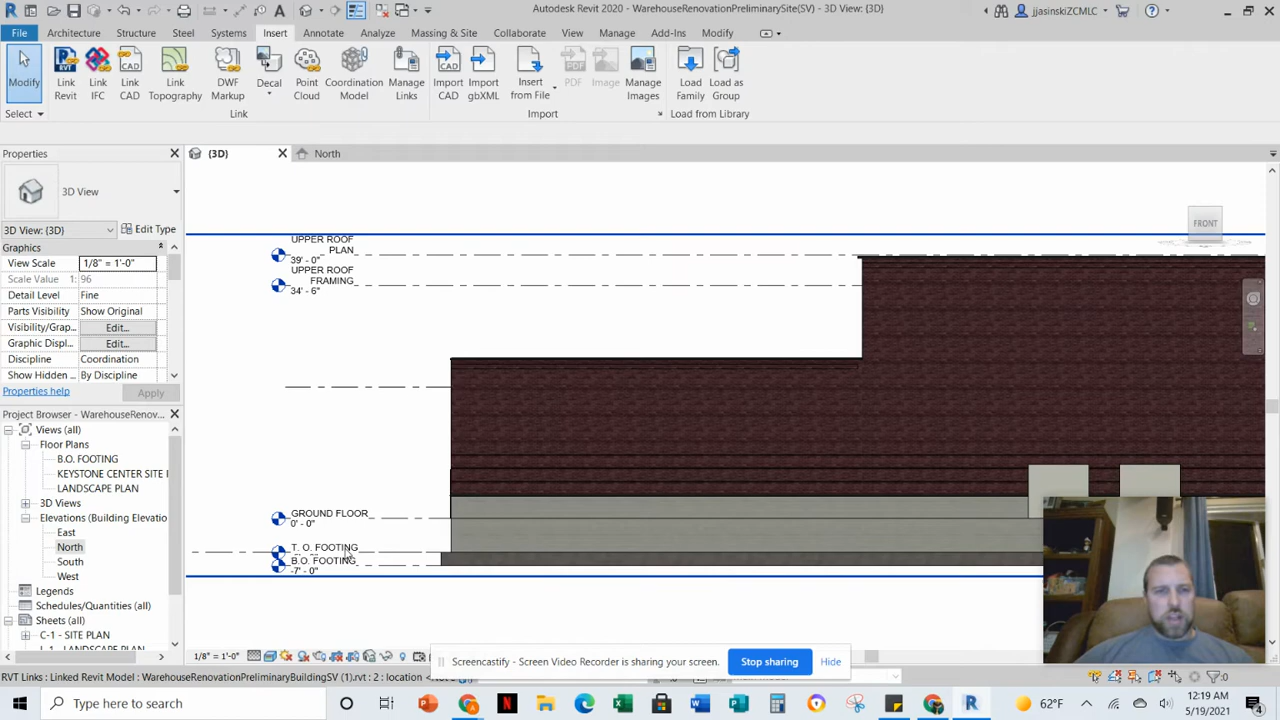 Autodesk Revit 2020 - WarehouseRenovationPreliminarySite(SV) - 3D View: {3D}
jjasinskiZCMLC
File
Architecture
Structure
Steel
Systems
Insert
Annotate
Analyze
Massing & Site
Collaborate
View
Manage
Add-Ins
Modify
Modify
Link
Revit
Link
IFC
Link
CAD
Link
Topography
DWF
Markup
Decal
Point
Cloud
Coordination
Model
Manage
Links
Import
CAD
Import
gbXML
Insert
from File
PDF
Image
Manage
Images
Load
Family
Load as
Group
Select
Link
Import
Load from Library
Properties
{3D}
North
3D View
3D View: {3D}
Edit Type
Graphics
View Scale
1/8" = 1'-0"
Scale Value 1:
96
Detail Level
Fine
Parts Visibility
Show Original
Visibility/Grap...
Edit...
Graphic Displ...
Edit...
Discipline
Coordination
Show Hidden
By Discipline
Properties help
Apply
Project Browser - WarehouseRenov...
Views (all)
Floor Plans
B.O. FOOTING
KEYSTONE CENTER SITE
LANDSCAPE PLAN
3D Views
Elevations (Building Elevatio
East
North
South
West
Legends
Schedules/Quantities (all)
Sheets (all)
C-1 - SITE PLAN
UPPER ROOF
PLAN
39' - 0"
UPPER ROOF
FRAMING
34' - 6"
GROUND FLOOR
0' - 0"
T. O. FOOTING
B.O. FOOTING
-7' - 0"
FRONT
1/8" = 1'-0"
Screencastify - Screen Video Recorder is sharing your screen.
Stop sharing
Hide
RVT Links : Linked Revit Model : WarehouseRenovationPreliminaryBuildingSV (1).rvt : 2 : location <Not
:0
Type here to search
62°F
12:19 AM
5/19/2021
4